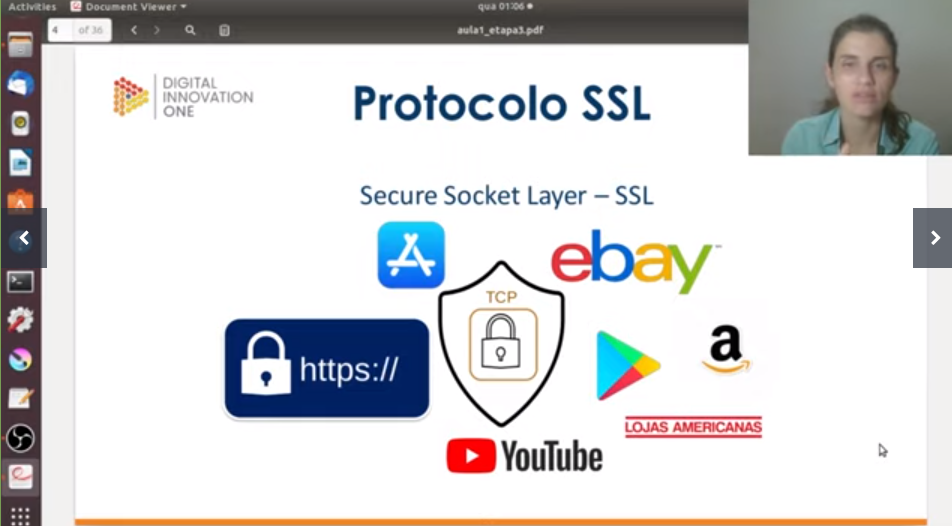 Activities
Document Viewer
qua 01:06
4
of 36
aula1_etapa3.pdf
DIGITAL
INNOVATION
ONE
Protocolo SSL
Secure Socket Layer – SSL
ebay™
TCP
https://
a
LOJAS AMERICANAS
YouTube